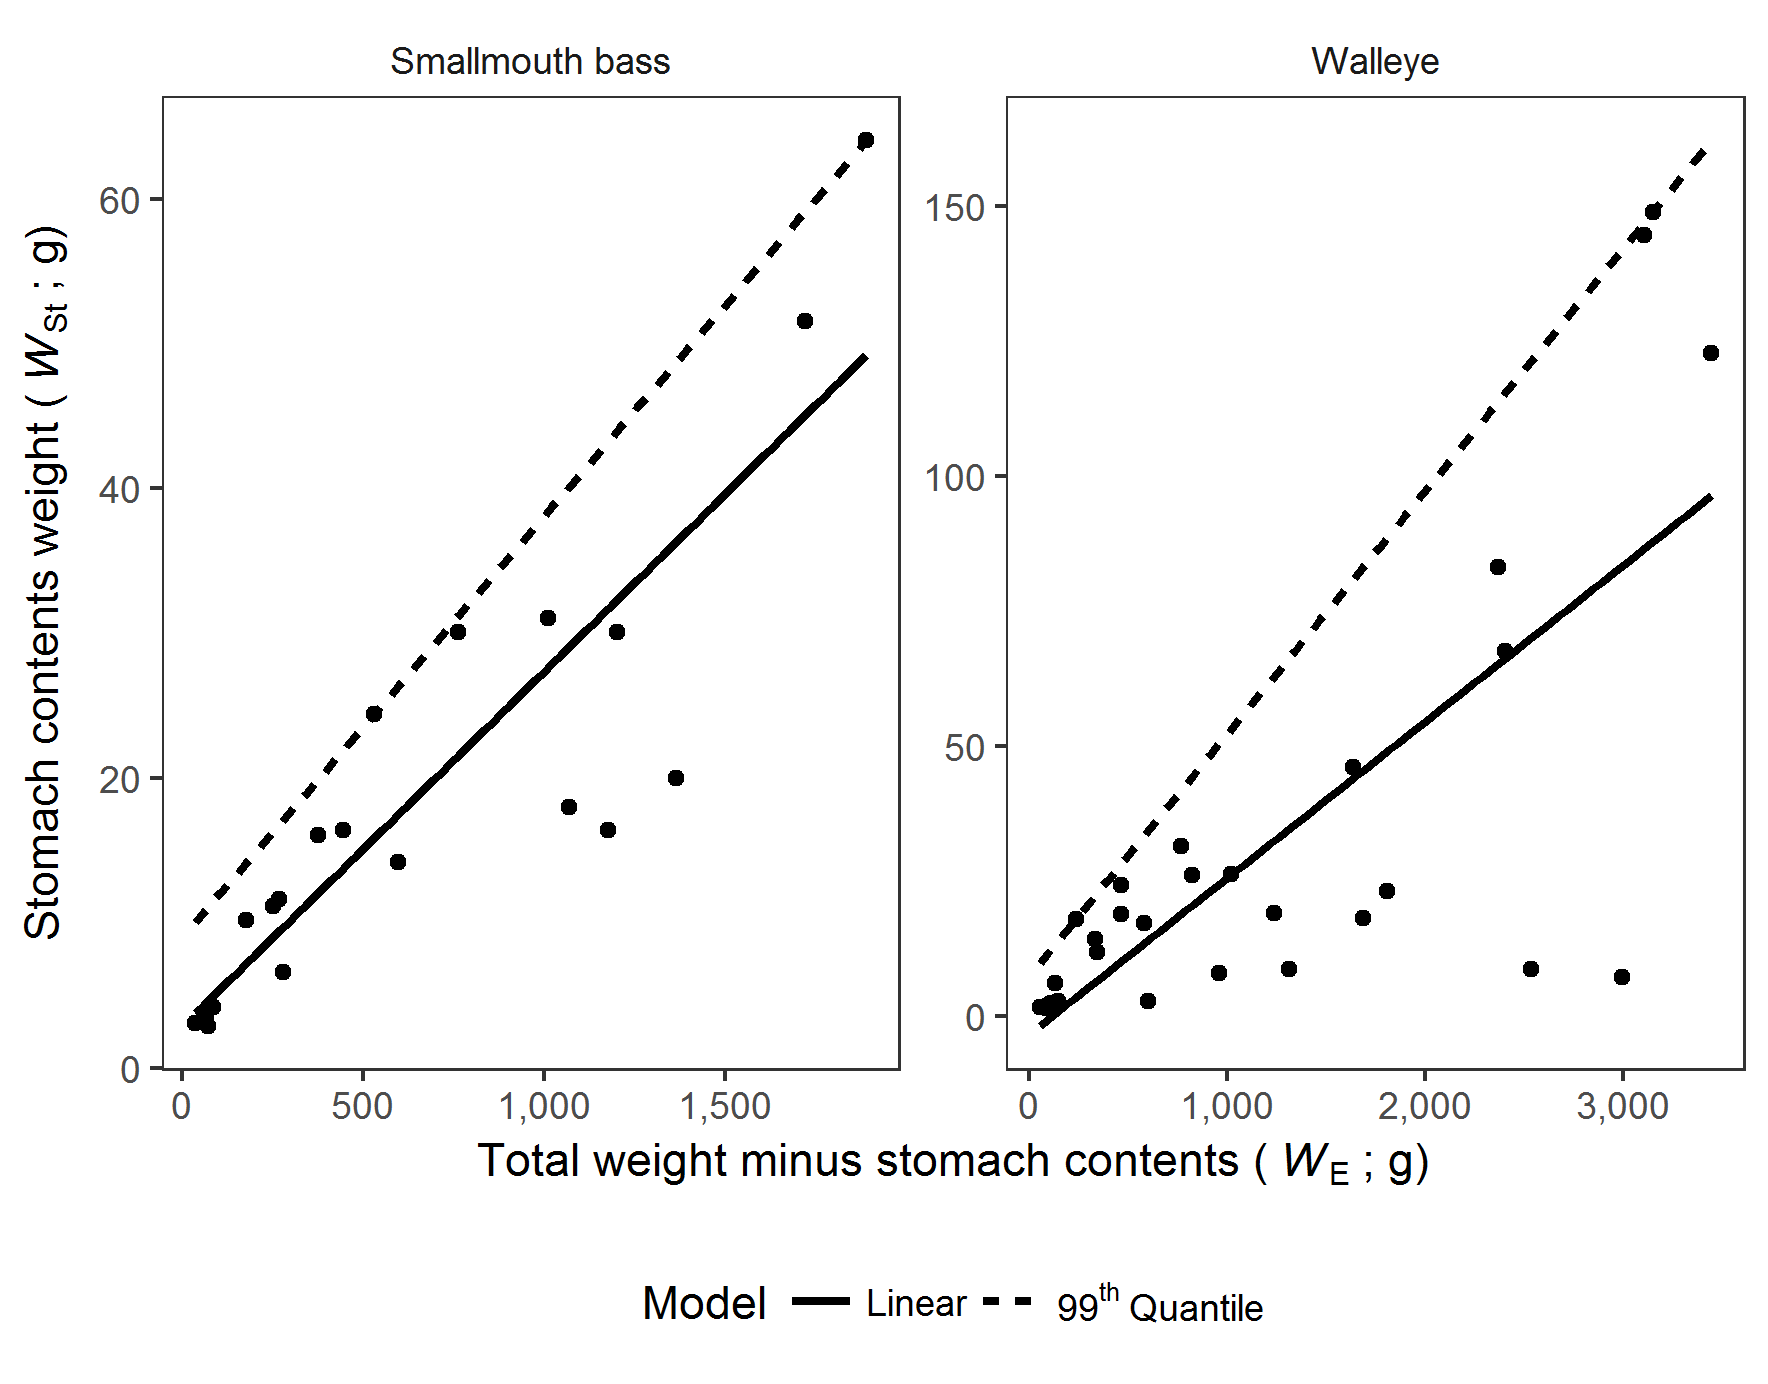 Smallmouth bass
Walleye
Stomach contents weight ( WSt ; g)
60
40
20
0
150
100
50
0
0 500 1,000 1,500
0 1,000 2,000 3,000
Total weight minus stomach contents ( WE ; g)
Model Linear 99th Quantile